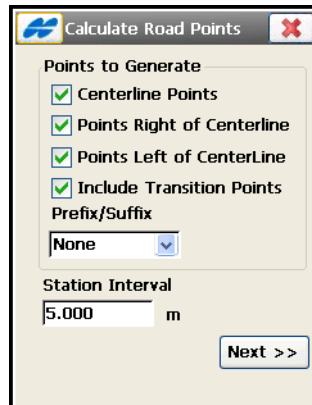 Calculate Road Points
Points to Generate
Centerline Points
Points Right of Centerline
Points Left of CenterLine
Include Transition Points
Prefix/Suffix
None
Station Interval
5.000 m
Next >>